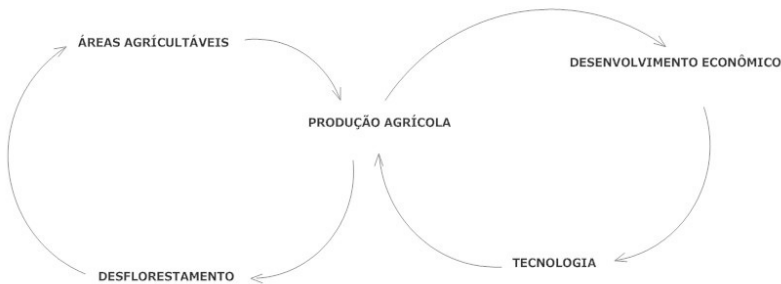 ÁREAS AGRÍCULTÁVEIS
DESENVOLVIMENTO ECONÔMICO
PRODUÇÃO AGRÍCOLA
TECNOLOGIA
DESFLORESTAMENTO